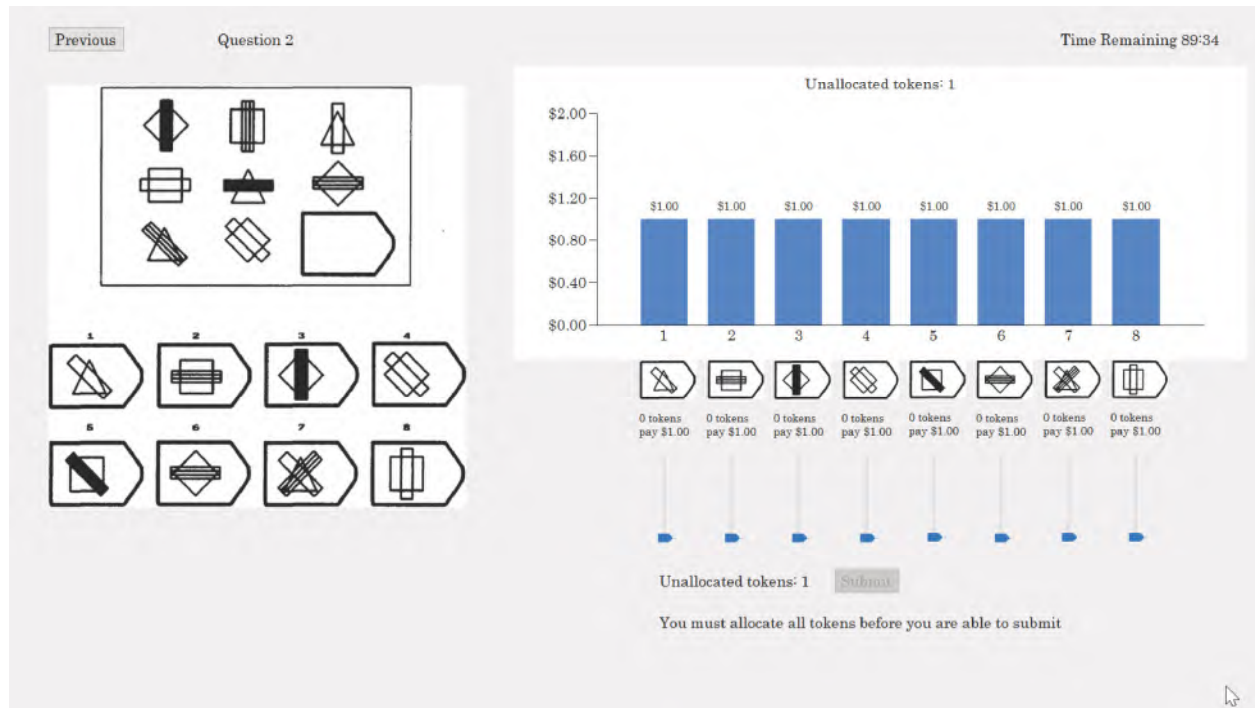 Previous
Question 2
Time Remaining 89:34
Unallocated tokens: 1
$2.00
$1.60
$1.20
$0.80
$0.40
$0.00
$1.00 $1.00 $1.00 $1.00 $1.00 $1.00 $1.00 $1.00
1 2 3 4 5 6 7 8
1 2 3 4
5 6 7 8
0 tokens 0 tokens 0 tokens 0 tokens 0 tokens 0 tokens 0 tokens 0 tokens
pay $1.00 pay $1.00 pay $1.00 pay $1.00 pay $1.00 pay $1.00 pay $1.00 pay $1.00
Unallocated tokens: 1
Submit
You must allocate all tokens before you are able to submit